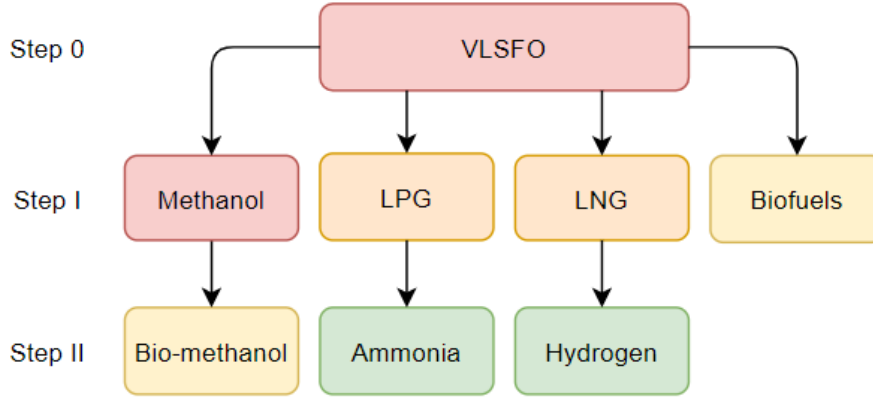 Step 0
VLSFO
Step I
Methanol
LPG
LNG
Biofuels
Step II
Bio-methanol
Ammonia
Hydrogen